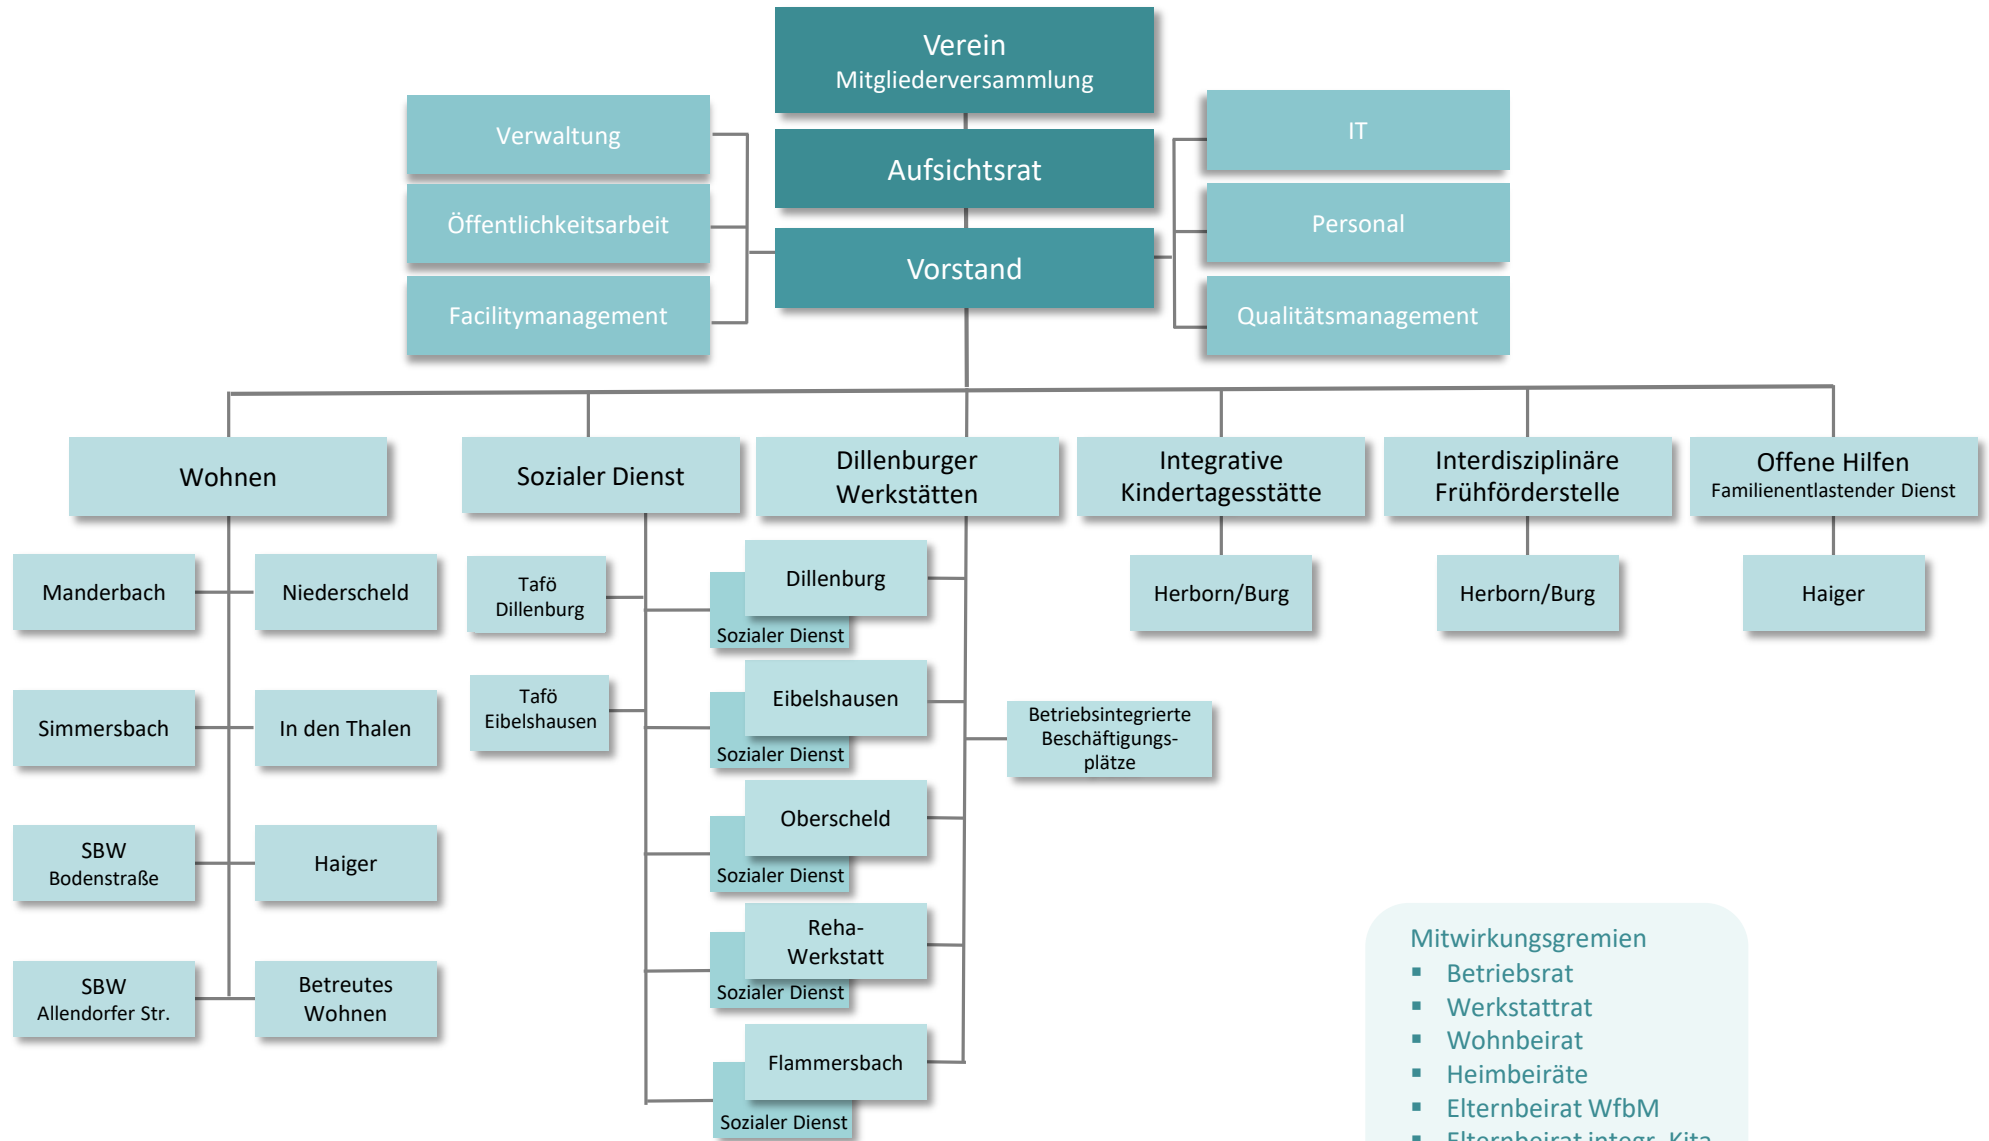 Verein
Mitgliederversammlung
Verwaltung
IT
Aufsichtsrat
Öffentlichkeitsarbeit
Personal
Vorstand
Facilitymanagement
Qualitätsmanagement
Wohnen
Sozialer Dienst
Dillenburger
Werkstätten
Integrative
Kindertagesstätte
Interdisziplinäre
Frühförderstelle
Offene Hilfen
Familienentlastender Dienst
Manderbach
Niederscheld
Simmersbach
In den Thalen
SBW
Bodenstraße
Haiger
SBW
Allendorfer Str.
Betreutes
Wohnen
Tafö
Dillenburg
Tafö
Eibelshausen
Dillenburg
Sozialer Dienst
Eibelshausen
Sozialer Dienst
Oberscheld
Sozialer Dienst
Reha-
Werkstatt
Sozialer Dienst
Flammersbach
Sozialer Dienst
Betriebsintegrierte
Beschäftigungs-
plätze
Herborn/Burg
Herborn/Burg
Haiger
Mitwirkungsgremien
▪ Betriebsrat
▪ Werkstattrat
▪ Wohnbeirat
▪ Heimbeiräte
▪ Elternbeirat WfbM
▪ Elternbeirat integr. Kita